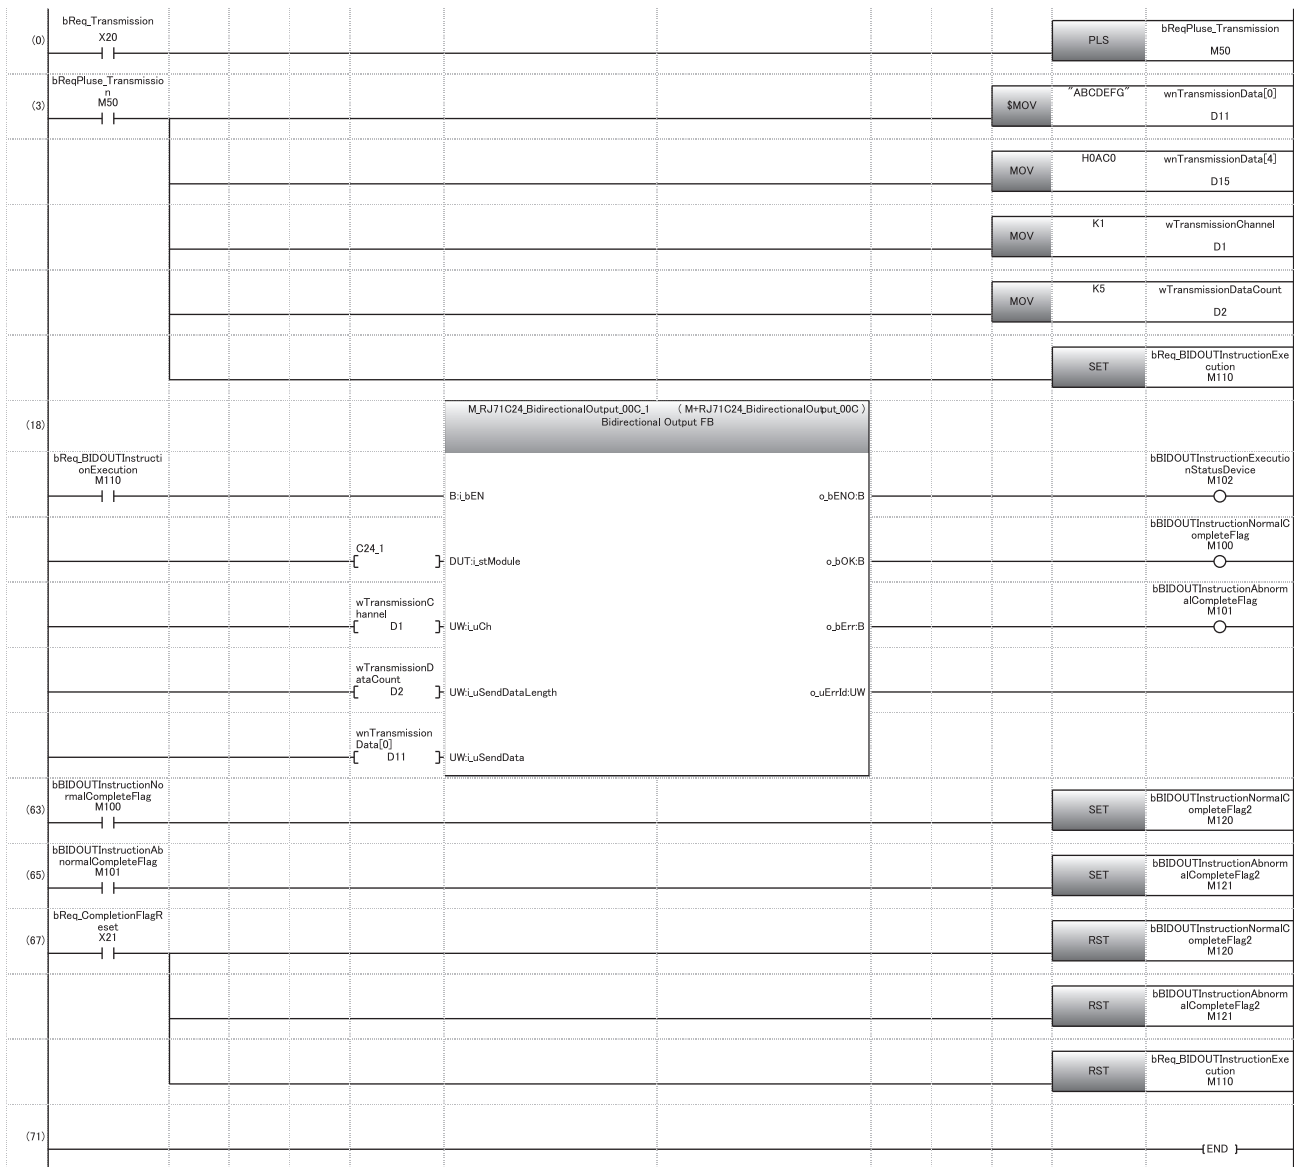 bReq_Transmission
X20
(0)
PLS
bReqPluse_Transmission
M50
bReqPluse_Transmissio
n
M50
(3)
$MOV
"ABCDEFG"
wnTransmissionData[0]
D11
MOV
H0AC0
wnTransmissionData[4]
D15
MOV
K1
wTransmissionChannel
D1
MOV
K5
wTransmissionDataCount
D2
SET
bReq_BIDOUTInstructionExe
cution
M110
(18)
M_RJ71C24_BidirectionalOutput_00C_1 (M+RJ71C24_BidirectionalOutput_00C)
Bidirectional Output FB
bReq_BIDOUTInstructi
onExecution
M110
B:i_bEN
o_bENO:B
bBIDOUTInstructionExecutio
nStatusDevice
M102
C24_1
DUT:i_stModule
o_bOK:B
bBIDOUTInstructionNormalC
ompleteFlag
M100
wTransmissionC
hannel
D1
UW:i_uCh
o_bErr:B
bBIDOUTInstructionAbnorm
alCompleteFlag
M101
wTransmissionD
ataCount
D2
UW:i_uSendDataLength
o_uErrId:UW
wnTransmission
Data[0]
D11
UW:i_uSendData
bBIDOUTInstructionNo
rmalCompleteFlag
M100
(63)
SET
bBIDOUTInstructionNormalC
ompleteFlag2
M120
bBIDOUTInstructionAb
normalCompleteFlag
M101
(65)
SET
bBIDOUTInstructionAbnorm
alCompleteFlag2
M121
bReq_CompletionFlagR
eset
X21
(67)
RST
bBIDOUTInstructionNormalC
ompleteFlag2
M120
RST
bBIDOUTInstructionAbnorm
alCompleteFlag2
M121
RST
bReq_BIDOUTInstructionExe
cution
M110
(71)
[END ]